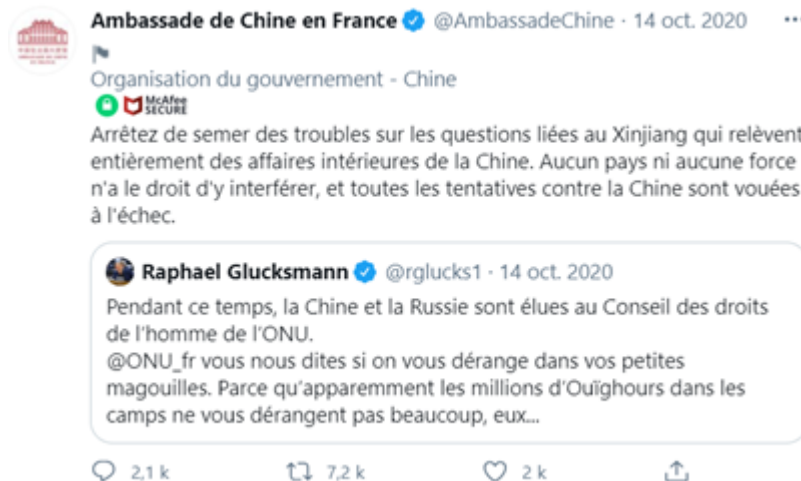 Ambassade de Chine en France @AmbassadeChine · 14 oct. 2020 ...
Organisation du gouvernement - Chine
McAfee
SECURE
Arrêtez de semer des troubles sur les questions liées au Xinjiang qui relèvent
entièrement des affaires intérieures de la Chine. Aucun pays ni aucune force
n'a le droit d'y interférer, et toutes les tentatives contre la Chine sont vouées
à l'échec.
Raphael Glucksmann @rglucks1 · 14 oct. 2020
Pendant ce temps, la Chine et la Russie sont élues au Conseil des droits
de l'homme de l'ONU.
@ONU_fr vous nous dites si on vous dérange dans vos petites
magouilles. Parce qu'apparemment les millions d'Ouïghours dans les
camps ne vous dérangent pas beaucoup, eux...
2,1 k 7,2 k 2 k